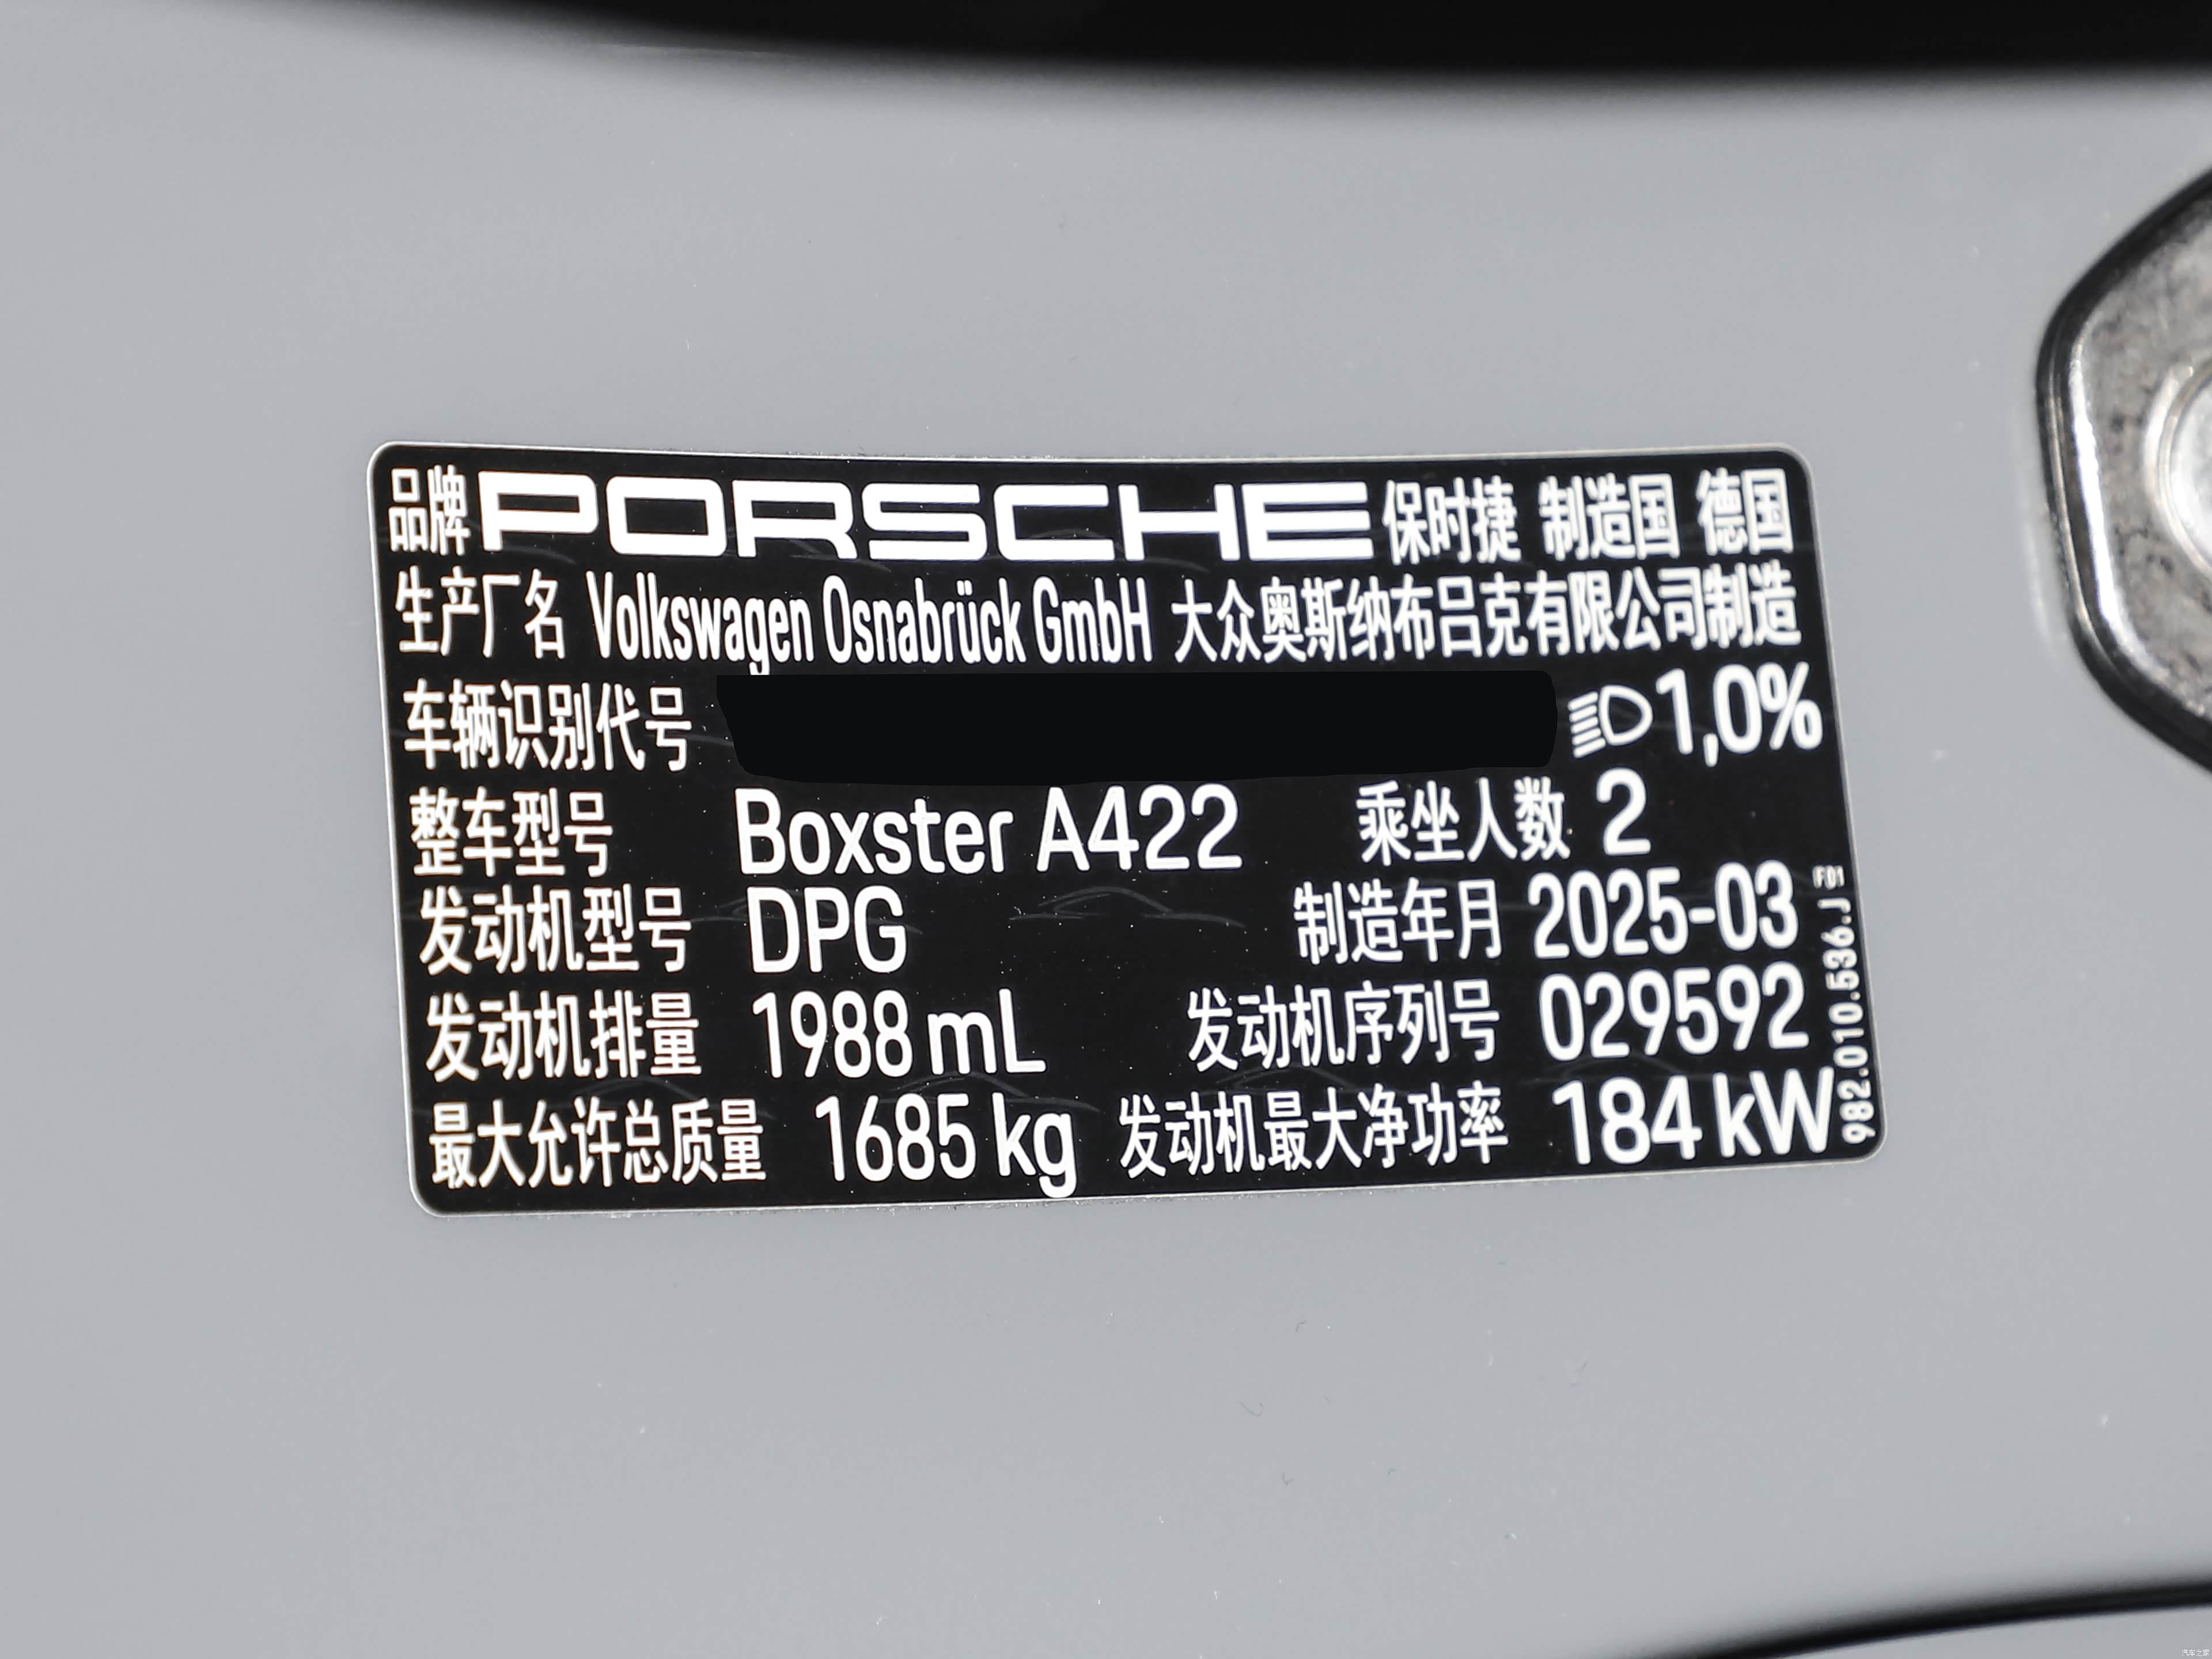 品牌 PORSCHE 保时捷 制造国 德国
生产厂名 Volkswagen Osnabrück GmbH 大众奥斯纳布吕克有限公司制造
车辆识别代号 1,0%
整车型号 Boxster A422 乘坐人数 2
发动机型号 DPG 制造年月 2025-03
发动机排量 1988 mL 发动机序列号 029592
最大允许总质量 1685 kg 发动机最大净功率 184 kW
982.010.536.J F01
汽车之家